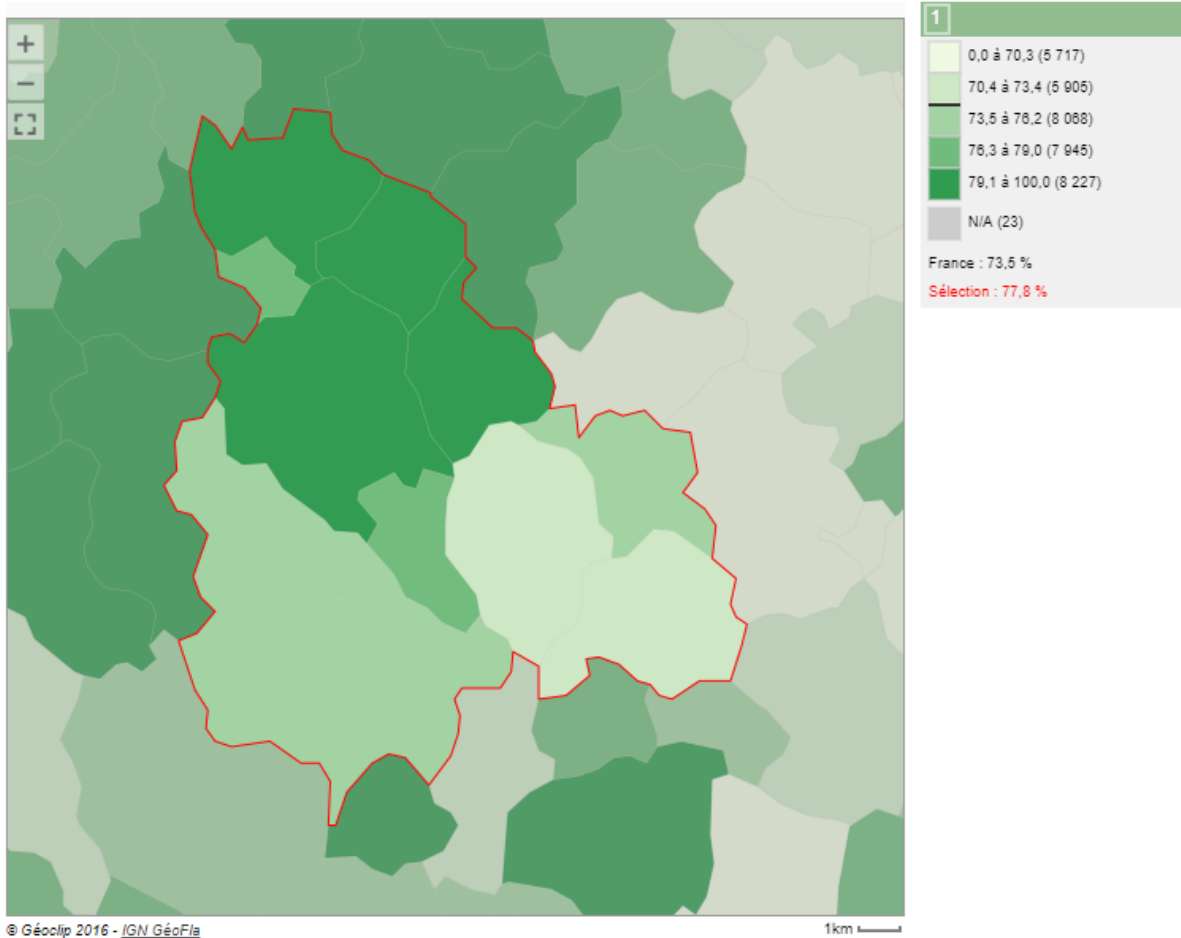 1
0,0 à 70,3 (5 717)
70,4 à 73,4 (5 905)
73,5 à 76,2 (8 068)
76,3 à 79,0 (7 945)
79,1 à 100,0 (8 227)
N/A (23)
France : 73,5 %
Sélection : 77,8 %
© Géoclip 2016 - IGN GéoFla
1km